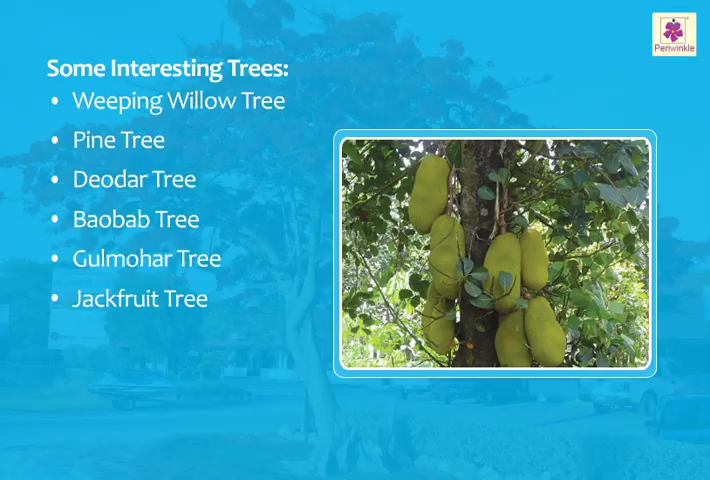 Periwinkle
Some Interesting Trees:
• Weeping Willow Tree
• Pine Tree
• Deodar Tree
• Baobab Tree
• Gulmohar Tree
• Jackfruit Tree